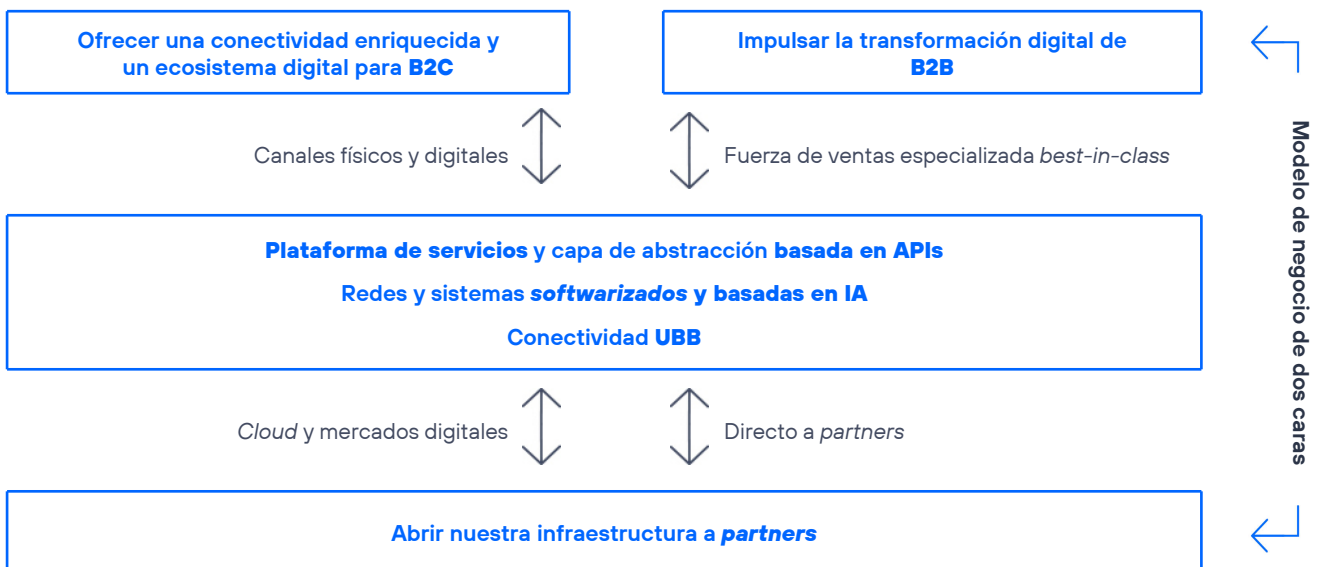 Ofrecer una conectividad enriquecida y
un ecosistema digital para B2C
Impulsar la transformación digital de
B2B
Canales físicos y digitales
Fuerza de ventas especializada best-in-class
Plataforma de servicios y capa de abstracción basada en APIs
Redes y sistemas softwarizados y basadas en IA
Conectividad UBB
Cloud y mercados digitales
Directo a partners
Abrir nuestra infraestructura a partners
Modelo de negocio de dos caras